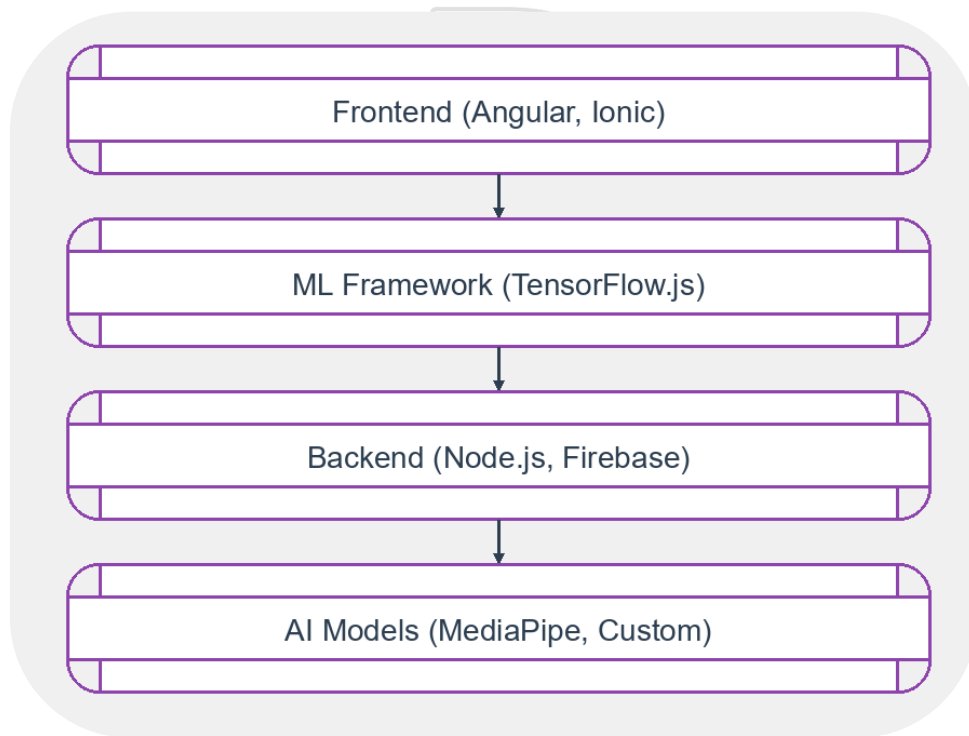 Frontend (Angular, Ionic)
ML Framework (TensorFlow.js)
Backend (Node.js, Firebase)
AI Models (MediaPipe, Custom)